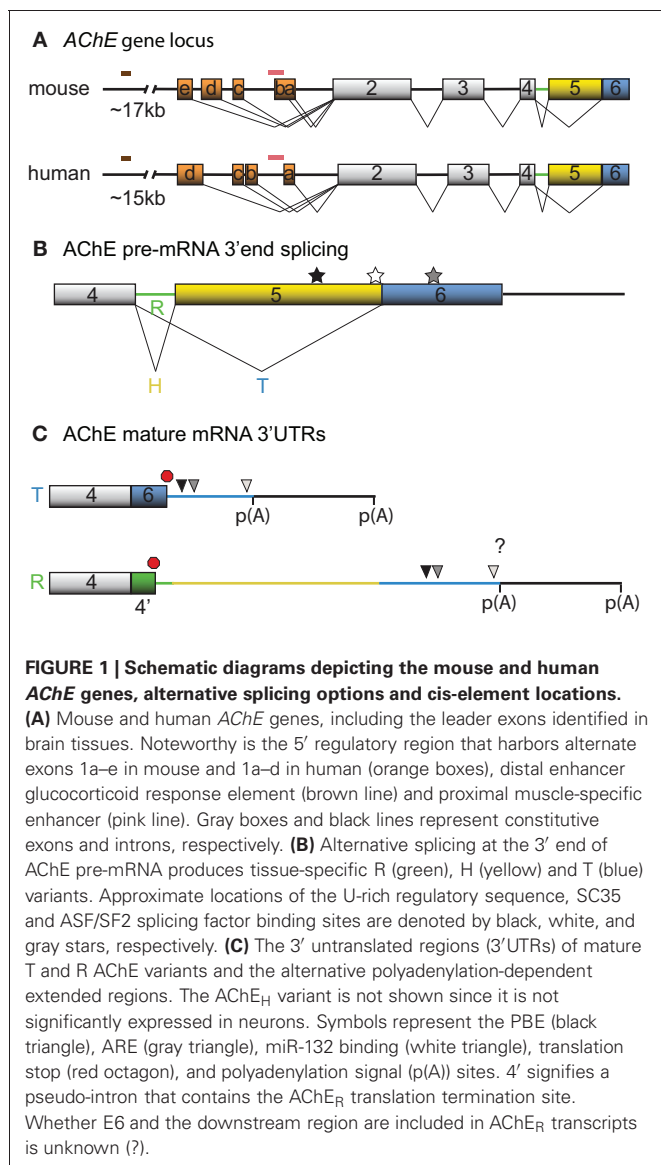 A AChE gene locus
mouse
~17kb
e d c b a 2 3 4 5 6
human
~15kb
d c b a 2 3 4 5 6
B AChE pre-mRNA 3'end splicing
4 R 5 6
H T
C AChE mature mRNA 3'UTRs
T 4 6
p(A) p(A)
?
R 4
4' p(A) p(A)
FIGURE 1 | Schematic diagrams depicting the mouse and human
AChE genes, alternative splicing options and cis-element locations.
(A) Mouse and human AChE genes, including the leader exons identified in
brain tissues. Noteworthy is the 5′ regulatory region that harbors alternate
exons 1a–e in mouse and 1a–d in human (orange boxes), distal enhancer
glucocorticoid response element (brown line) and proximal muscle-specific
enhancer (pink line). Gray boxes and black lines represent constitutive
exons and introns, respectively. (B) Alternative splicing at the 3′ end of
AChE pre-mRNA produces tissue-specific R (green), H (yellow) and T (blue)
variants. Approximate locations of the U-rich regulatory sequence, SC35
and ASF/SF2 splicing factor binding sites are denoted by black, white, and
gray stars, respectively. (C) The 3′ untranslated regions (3′UTRs) of mature
T and R AChE variants and the alternative polyadenylation-dependent
extended regions. The AChEH variant is not shown since it is not
significantly expressed in neurons. Symbols represent the PBE (black
triangle), ARE (gray triangle), miR-132 binding (white triangle), translation
stop (red octagon), and polyadenylation signal (p(A)) sites. 4′ signifies a
pseudo-intron that contains the AChER translation termination site.
Whether E6 and the downstream region are included in AChER transcripts
is unknown (?).